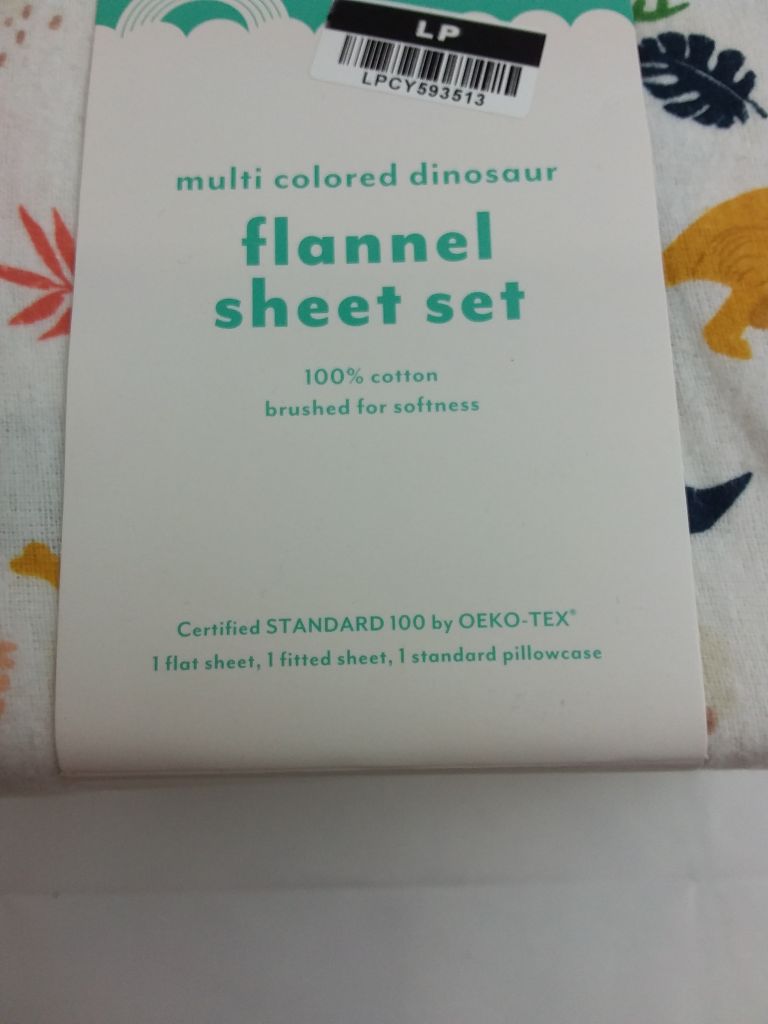 LP
LPCY593513
multi colored dinosaur
flannel
sheet set
100% cotton
brushed for softness
Certified STANDARD 100 by OEKO-TEX®
1 flat sheet, 1 fitted sheet, 1 standard pillowcase